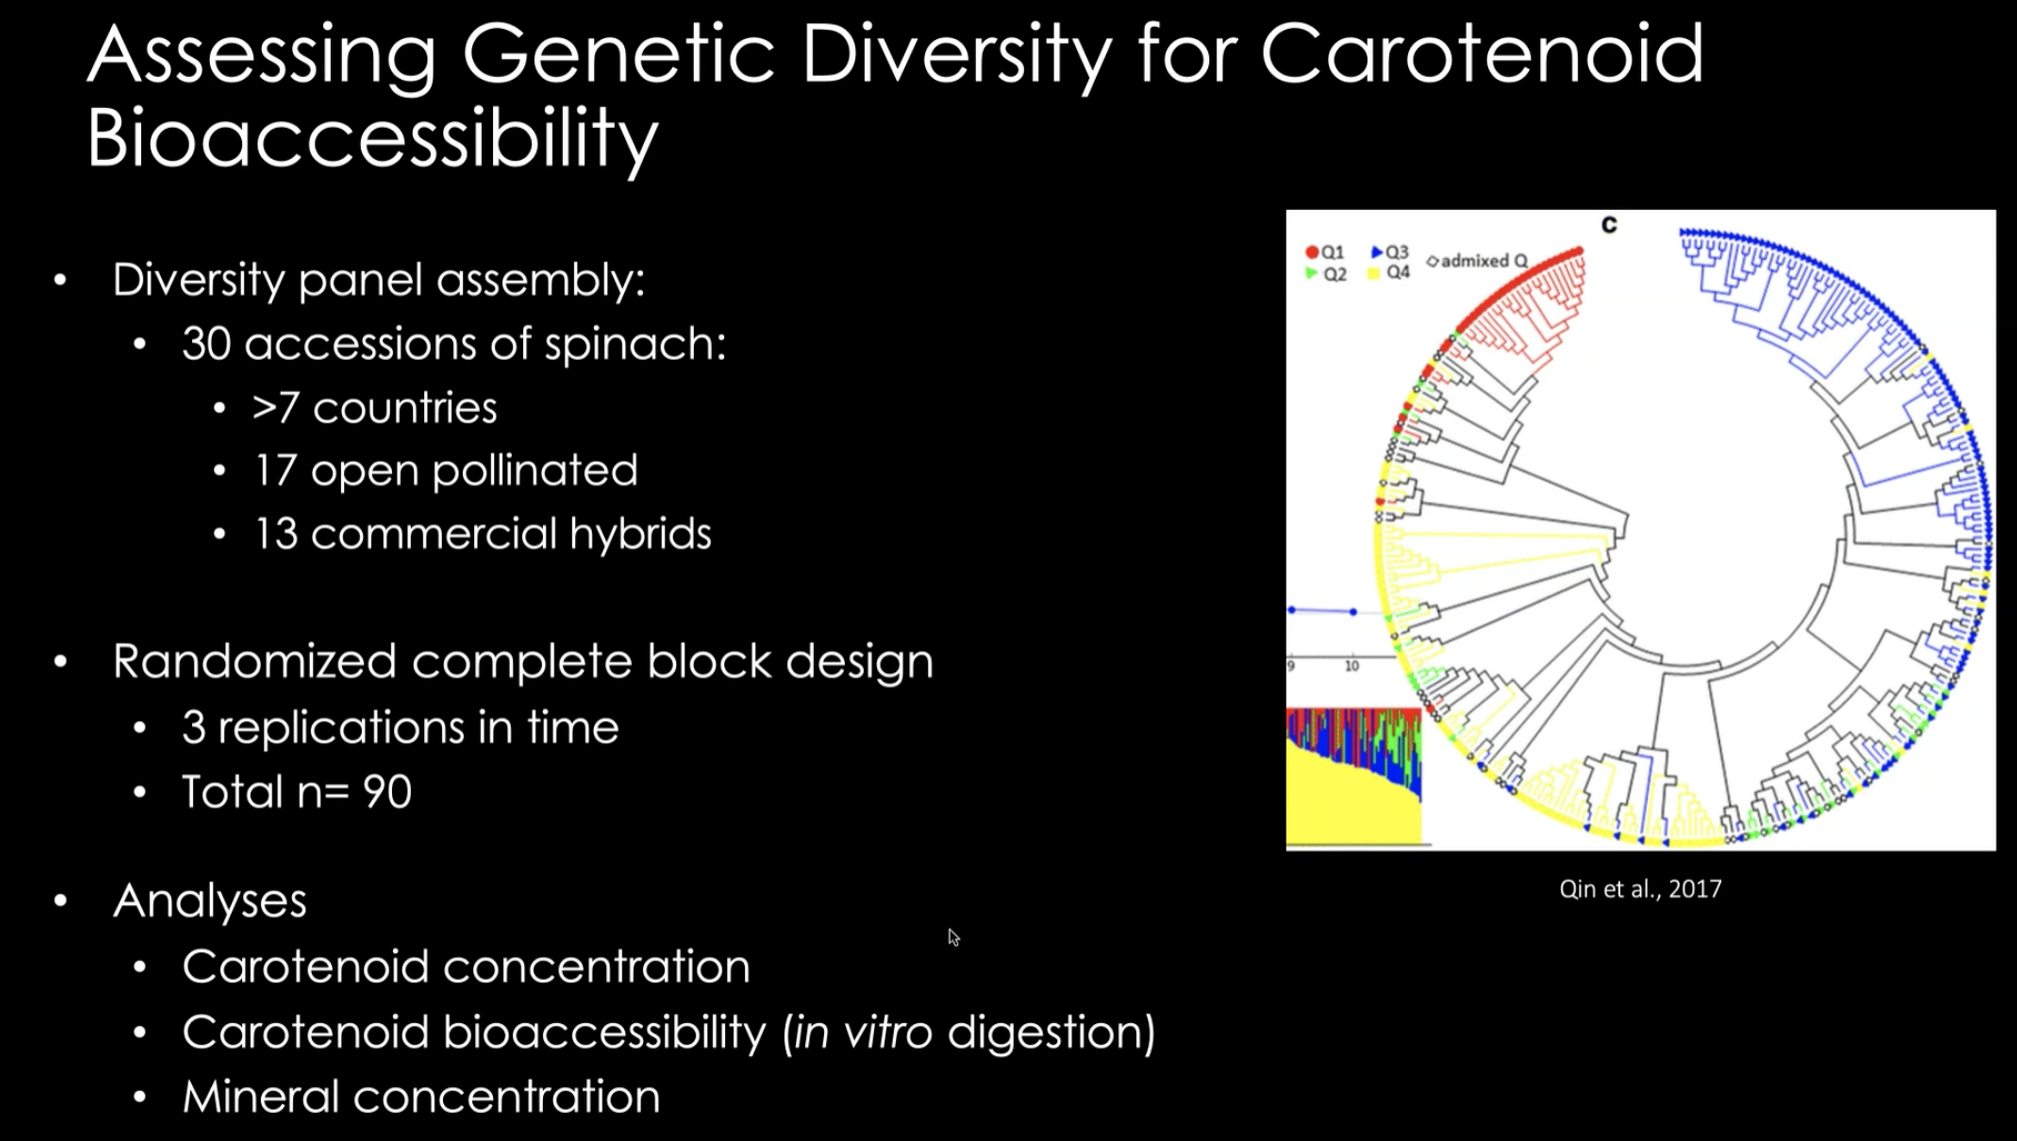 Assessing Genetic Diversity for Carotenoid
Bioaccessibility
• Diversity panel assembly:
• 30 accessions of spinach:
• >7 countries
• 17 open pollinated
• 13 commercial hybrids
• Randomized complete block design
• 3 replications in time
• Total n= 90
• Analyses
• Carotenoid concentration
• Carotenoid bioaccessibility (in vitro digestion)
• Mineral concentration
c
Q1 Q3 admixed Q
Q2 Q4
9 10
Qin et al., 2017